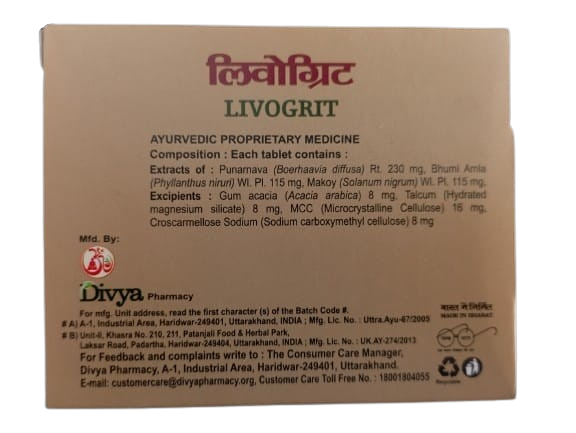 लिवोग्रिट
LIVOGRIT
AYURVEDIC PROPRIETARY MEDICINE
Composition : Each tablet contains :
Extracts of : Punarnava (Boerhaavia diffusa) Rt. 230 mg, Bhumi Amla
(Phyllanthus niruri) Wl. Pl. 115 mg, Makoy (Solanum nigrum) Wl. Pl. 115 mg,
Excipients : Gum acacia (Acacia arabica) 8 mg, Talcum (Hydrated
magnesium silicate) 8 mg, MCC (Microcrystalline Cellulose) 16 mg,
Croscarmellose Sodium (Sodium carboxymethyl cellulose) 8 mg
Mfd. By:
Divya Pharmacy
For mfg. Unit address, read the first character (s) of the Batch Code #.
# A) A-1, Industrial Area, Haridwar-249401, Uttarakhand, INDIA ; Mfg. Lic. No. : Uttra.Ayu-67/2005
# B) Unit-II, Khasra No. 210, 211, Patanjali Food & Herbal Park,
Laksar Road, Padartha, Haridwar-249404, Uttarakhand, INDIA ; Mfg. Lic. No. : UK.AY-274/2013
For Feedback and complaints write to : The Consumer Care Manager,
Divya Pharmacy, A-1, Industrial Area, Haridwar-249401, Uttarakhand.
E-mail: customercare@divyapharmacy.org, Customer Care Toll Free No. : 18001804055
भारत में निर्मित
MADE IN BHARAT
Recyclable